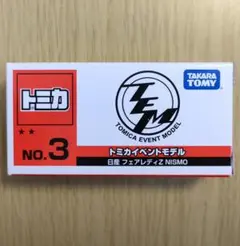 トミカ
TEM
TOMICA EVENT MODEL
TAKARA
TOMY
★★
NO.3
トミカイベントモデル
日産 フェアレディZ NISMO